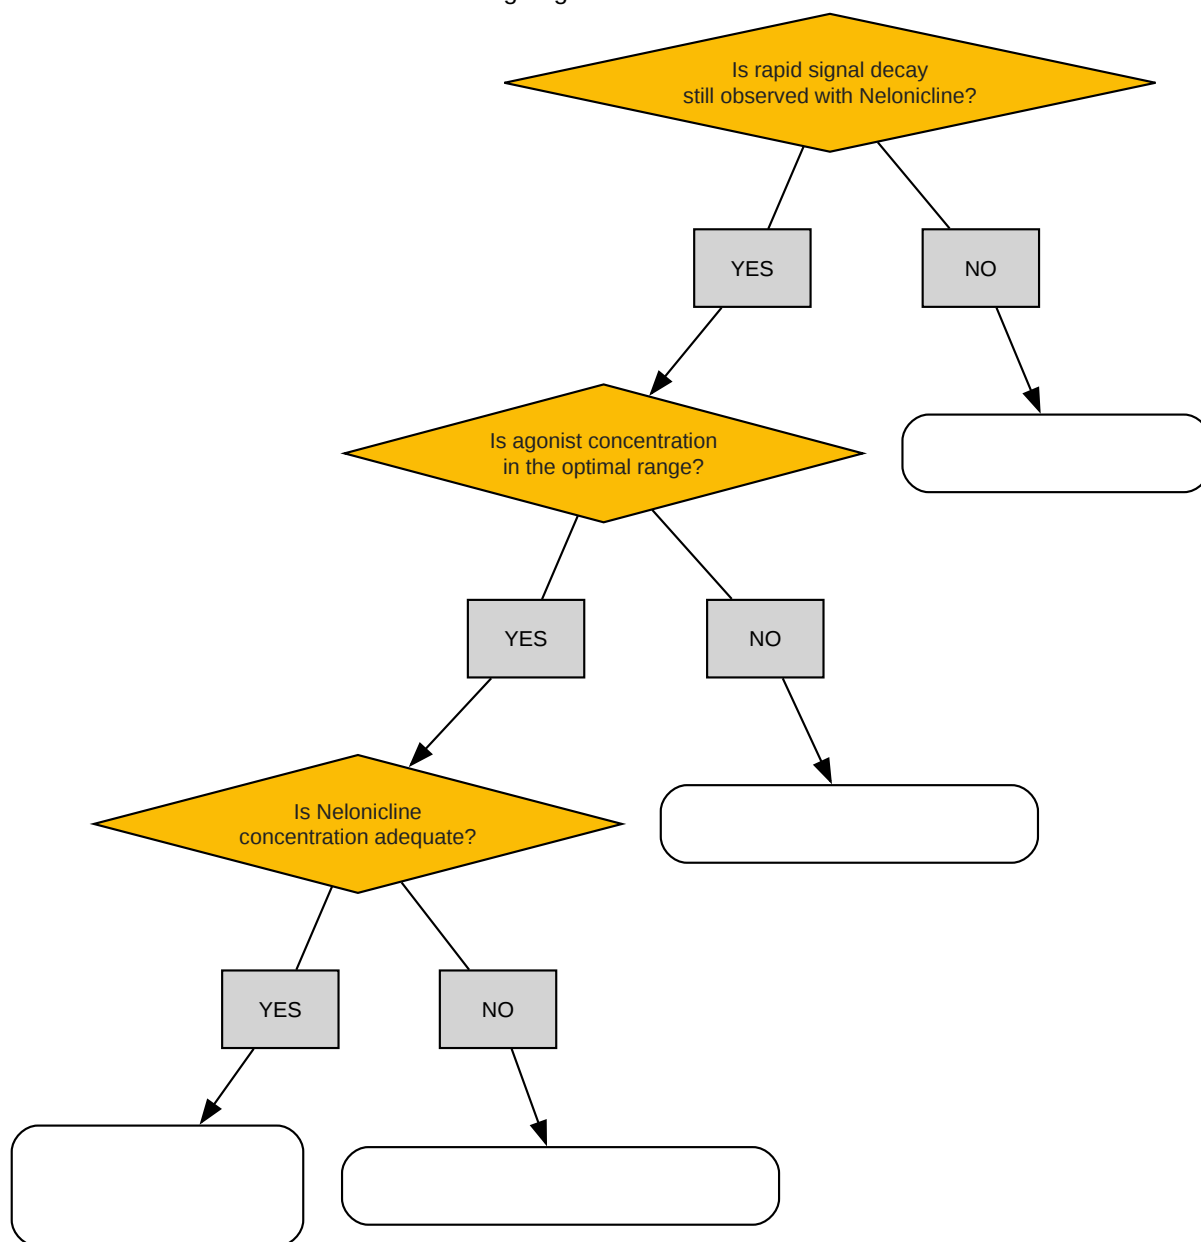 Is rapid signal decay
still observed with Nelonicline?
YES
NO
Is agonist concentration
in the optimal range?
YES
NO
Is Nelonicline
concentration adequate?
YES
NO